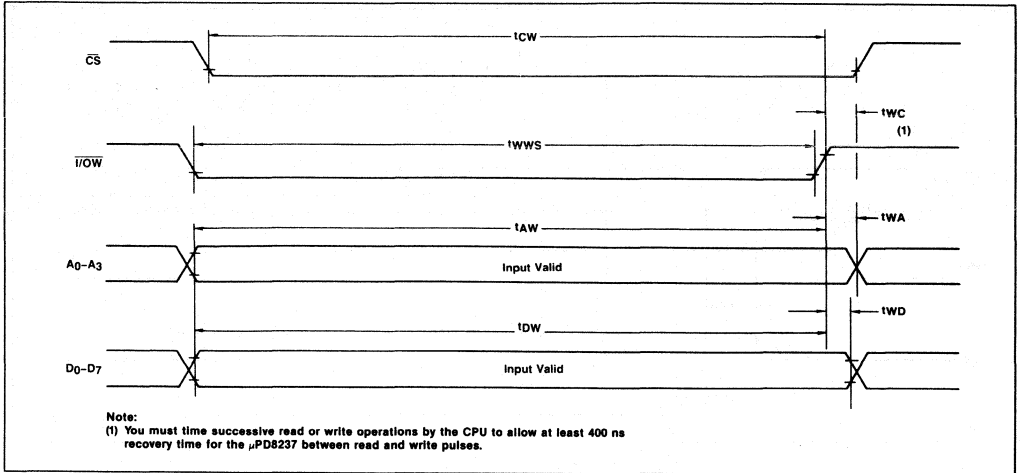 tCW
CS
tWC
(1)
tWWS
I/OW
tWA
tAW
A0–A3
Input Valid
tWD
tDW
D0–D7
Input Valid
Note:
(1) You must time successive read or write operations by the CPU to allow at least 400 ns
recovery time for the µPD8237 between read and write pulses.